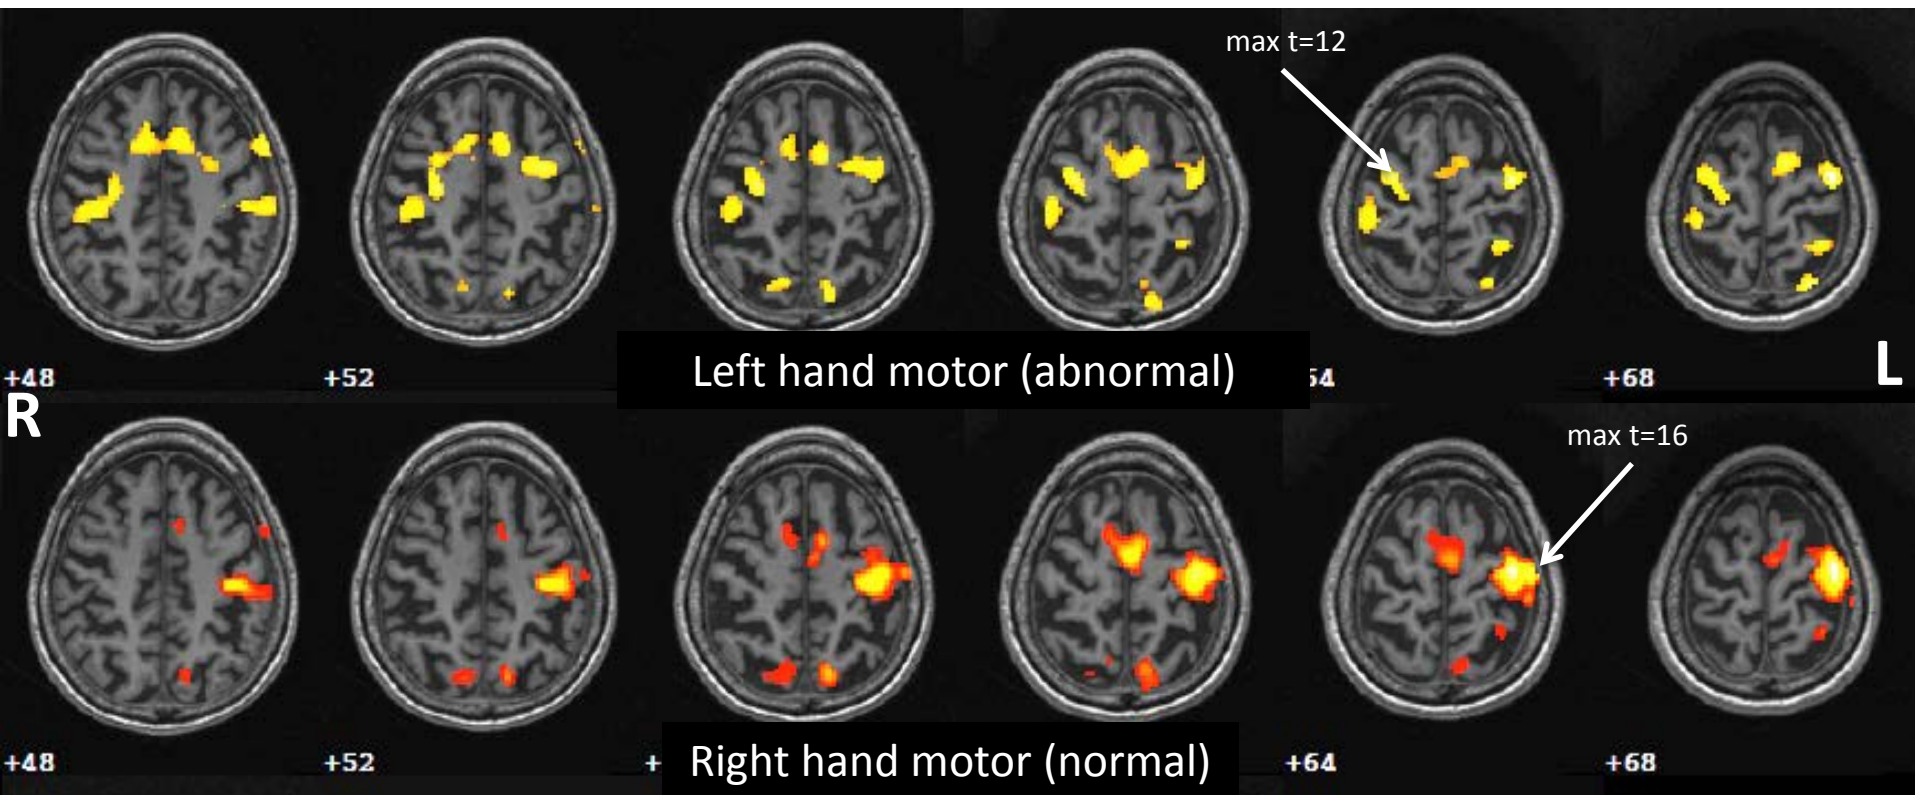 max t=12
Left hand motor (abnormal)
+48
+52
64
+68
L
R
max t=16
Right hand motor (normal)
+48
+52
+
+64
+68